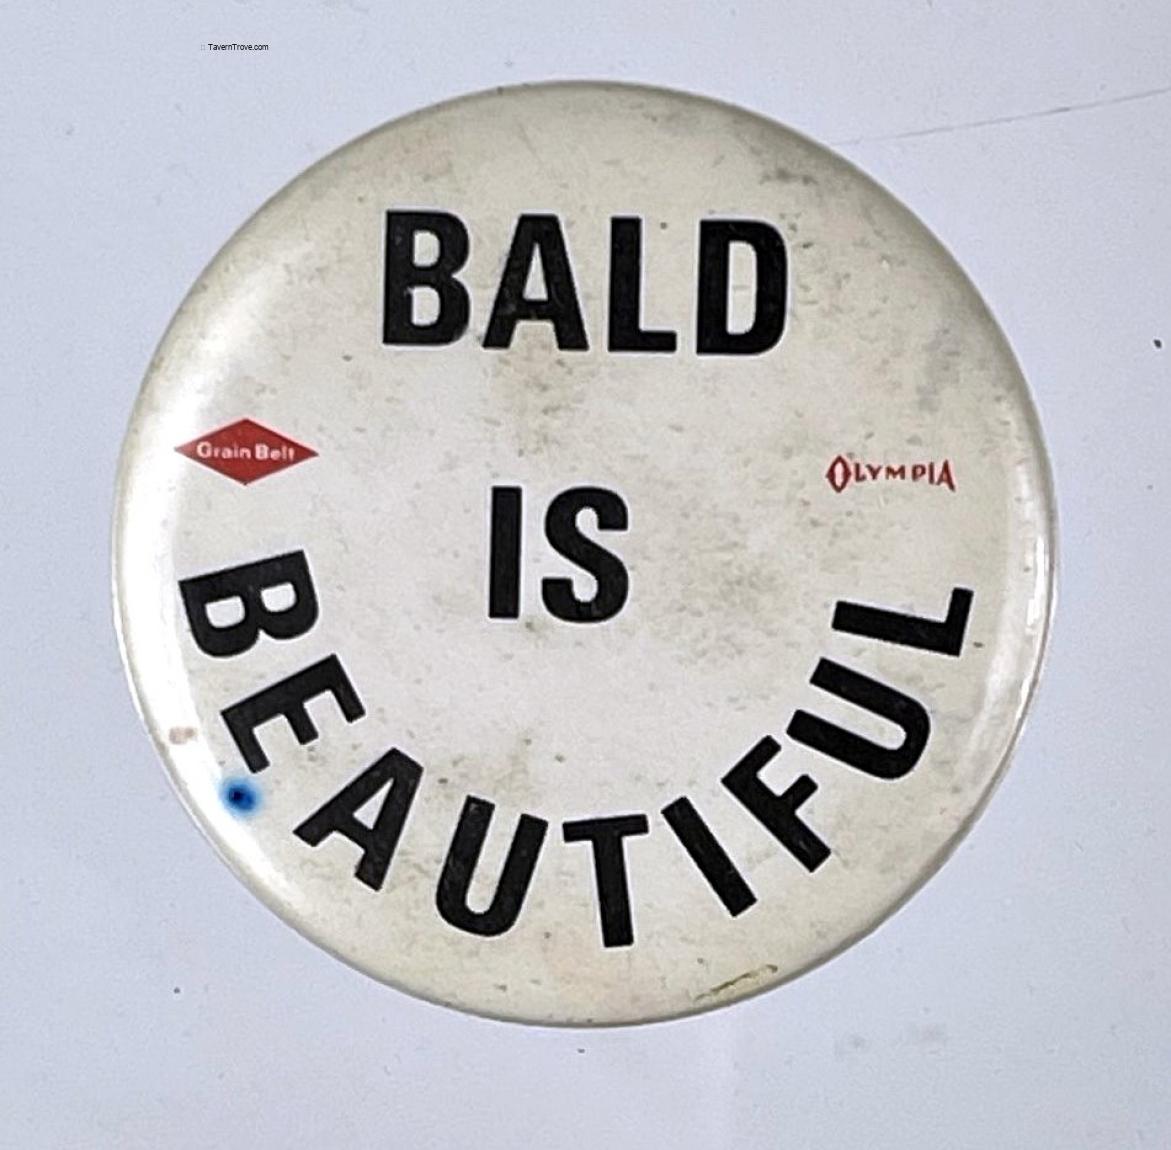 :: TavernTrove.com
BALD
Grain Belt
OLYMPIA
IS
BEAUTIFUL